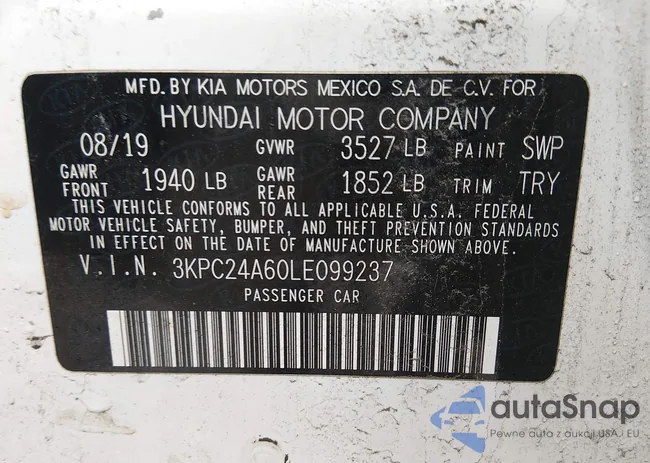 MFD. BY KIA MOTORS MEXICO S.A. DE C.V. FOR
HYUNDAI MOTOR COMPANY
08/19 GVWR 3527 LB PAINT SWP
GAWR FRONT 1940 LB GAWR REAR 1852 LB TRIM TRY
THIS VEHICLE CONFORMS TO ALL APPLICABLE U.S.A. FEDERAL
MOTOR VEHICLE SAFETY, BUMPER, AND THEFT PREVENTION STANDARDS
IN EFFECT ON THE DATE OF MANUFACTURE SHOWN ABOVE.
V.I.N. 3KPC24A60LE099237
PASSENGER CAR
autaSnap
Pewne auta z aukcji USA i EU